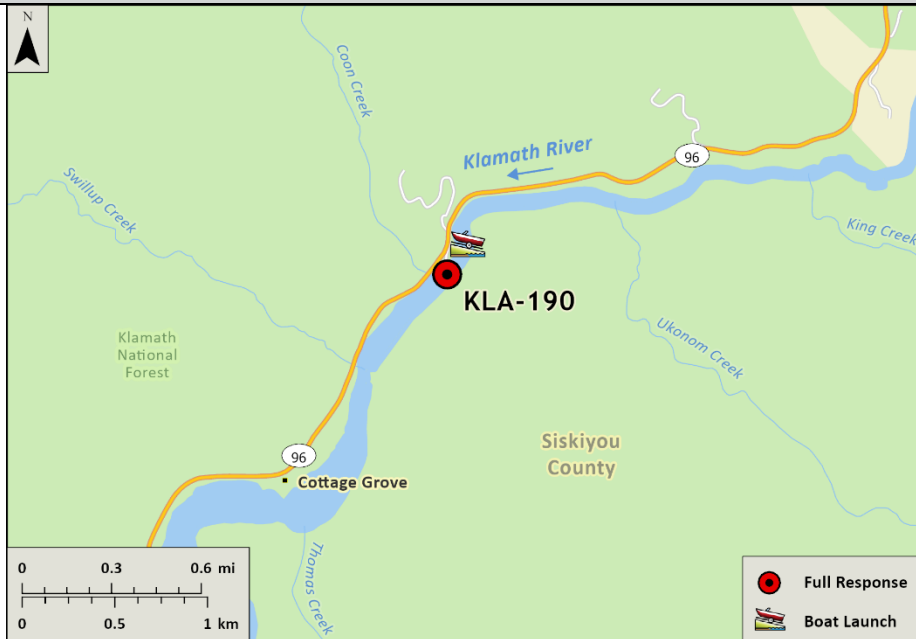 N
Coon Creek
Klamath River
96
Swillup Creek
King Creek
KLA-190
Ukonom Creek
Klamath
National
Forest
Siskiyou
County
96
Cottage Grove
Thomas Creek
0 0.3 0.6 mi
0 0.5 1 km
Full Response
Boat Launch